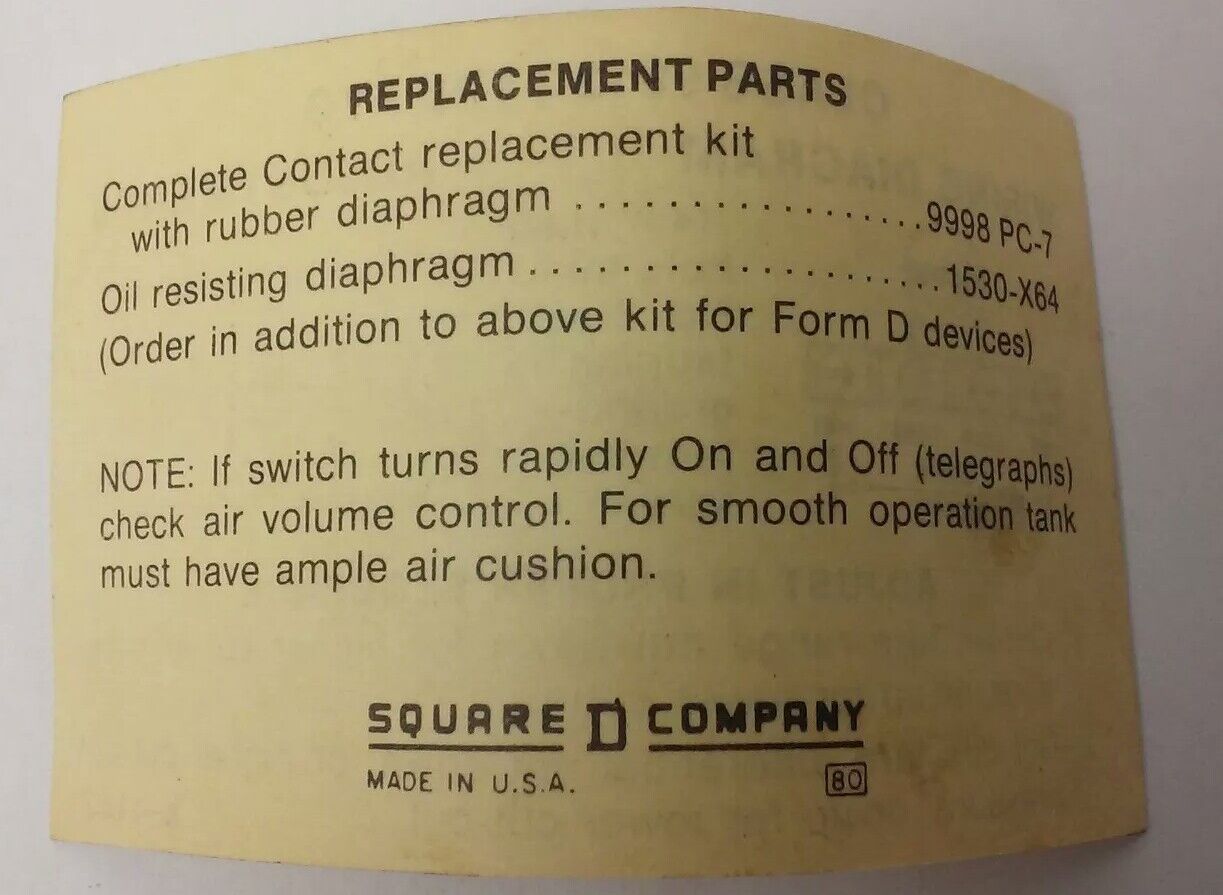 REPLACEMENT PARTS
Complete Contact replacement kit
with rubber diaphragm . . . . . . . . . . . . . . . . . . 9998 PC-7
Oil resisting diaphragm . . . . . . . . . . . . . . . . . . . 1530-X64
(Order in addition to above kit for Form D devices)
NOTE: If switch turns rapidly On and Off (telegraphs)
check air volume control. For smooth operation tank
must have ample air cushion.
SQUARE D COMPANY
MADE IN U.S.A. 80